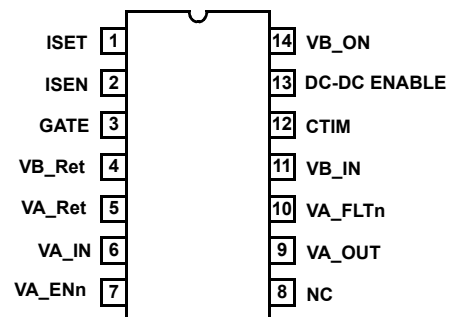 ISET 1 14 VB_ON
ISEN 2 13 DC-DC ENABLE
GATE 3 12 CTIM
VB_Ret 4 11 VB_IN
VA_Ret 5 10 VA_FLTn
VA_IN 6 9 VA_OUT
VA_ENn 7 8 NC